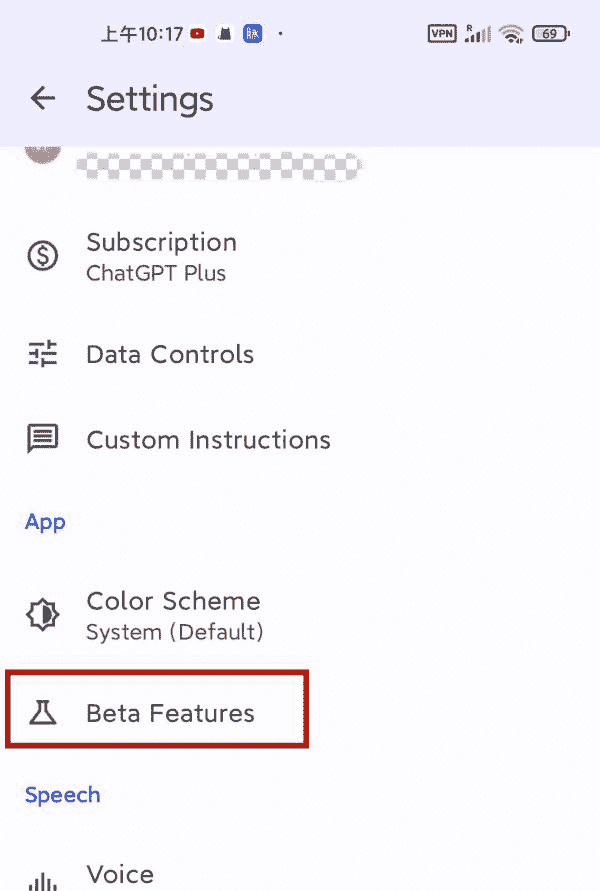 上午10:17
VPN R 69
Settings
Subscription
ChatGPT Plus
Data Controls
Custom Instructions
App
Color Scheme
System (Default)
Beta Features
Speech
Voice